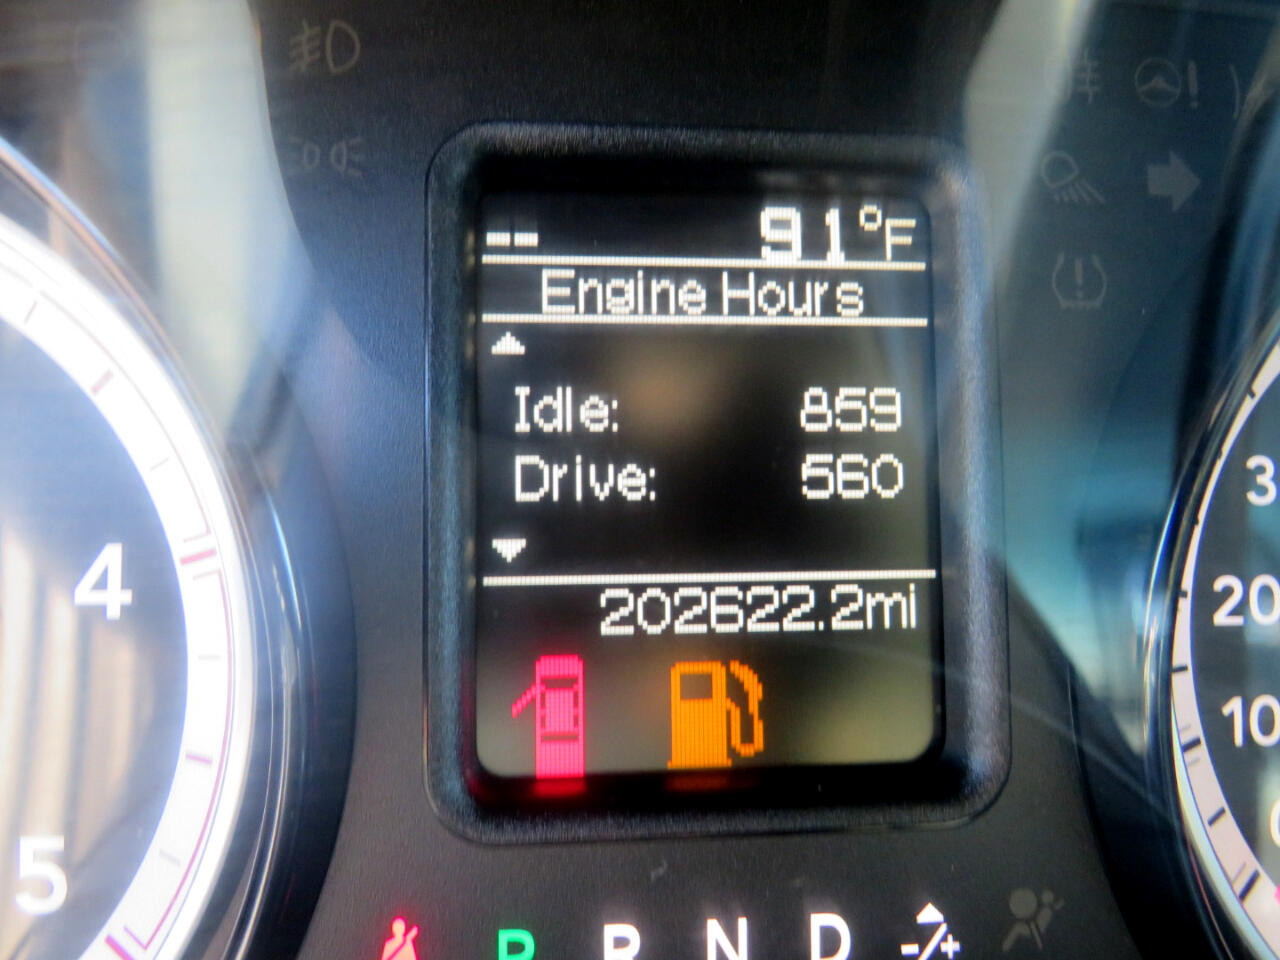 -- 91°F
Engine Hours
Idle: 859
Drive: 560
202622.2mi
4
5
3
20
10
P R N D -/+